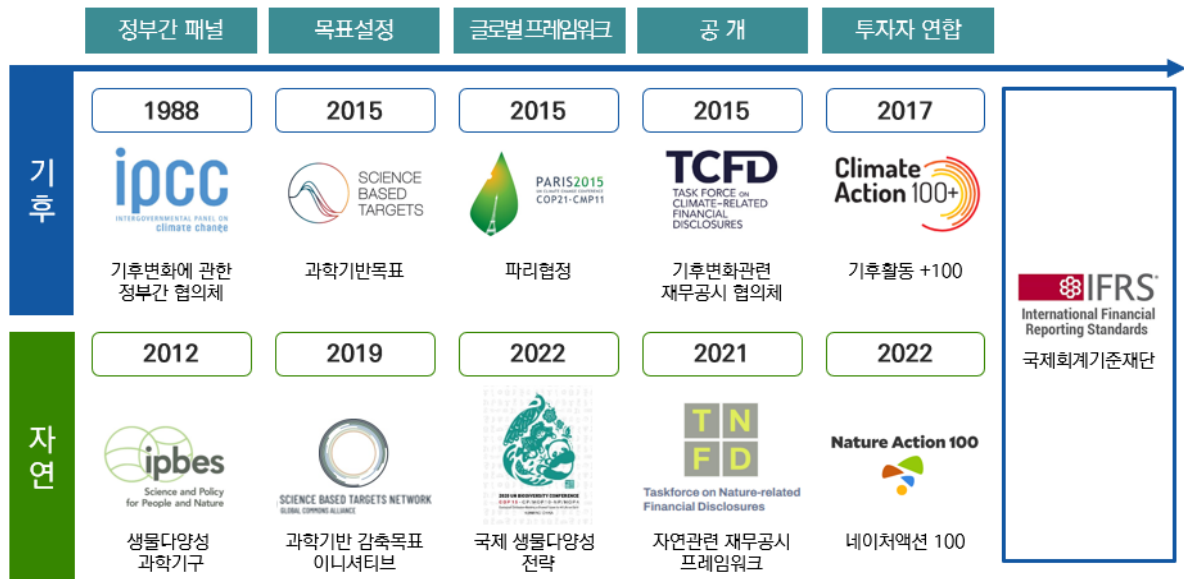 정부간 패널
목표설정
글로벌 프레임워크
공 개
투자자 연합
기후
1988
2015
2015
2015
2017
ipcc
INTERGOVERNMENTAL PANEL ON
climate change
SCIENCE
BASED
TARGETS
PARIS2015
UN CLIMATE CHANGE CONFERENCE
COP21·CMP11
TCFD
TASK FORCE ON
CLIMATE-RELATED
FINANCIAL
DISCLOSURES
Climate
Action 100+
기후변화에 관한
정부간 협의체
과학기반목표
파리협정
기후변화관련
재무공시 협의체
기후활동 +100
자연
2012
2019
2022
2021
2022
ipbes
Science and Policy
for People and Nature
SCIENCE BASED TARGETS NETWORK
GLOBAL COMMONS ALLIANCE
2020 UN BIODIVERSITY CONFERENCE
T N
F D
Taskforce on Nature-related
Financial Disclosures
Nature Action 100
생물다양성
과학기구
과학기반 감축목표
이니셔티브
국제 생물다양성
전략
자연관련 재무공시
프레임워크
네이처액션 100
IFRS
International Financial
Reporting Standards
국제회계기준재단